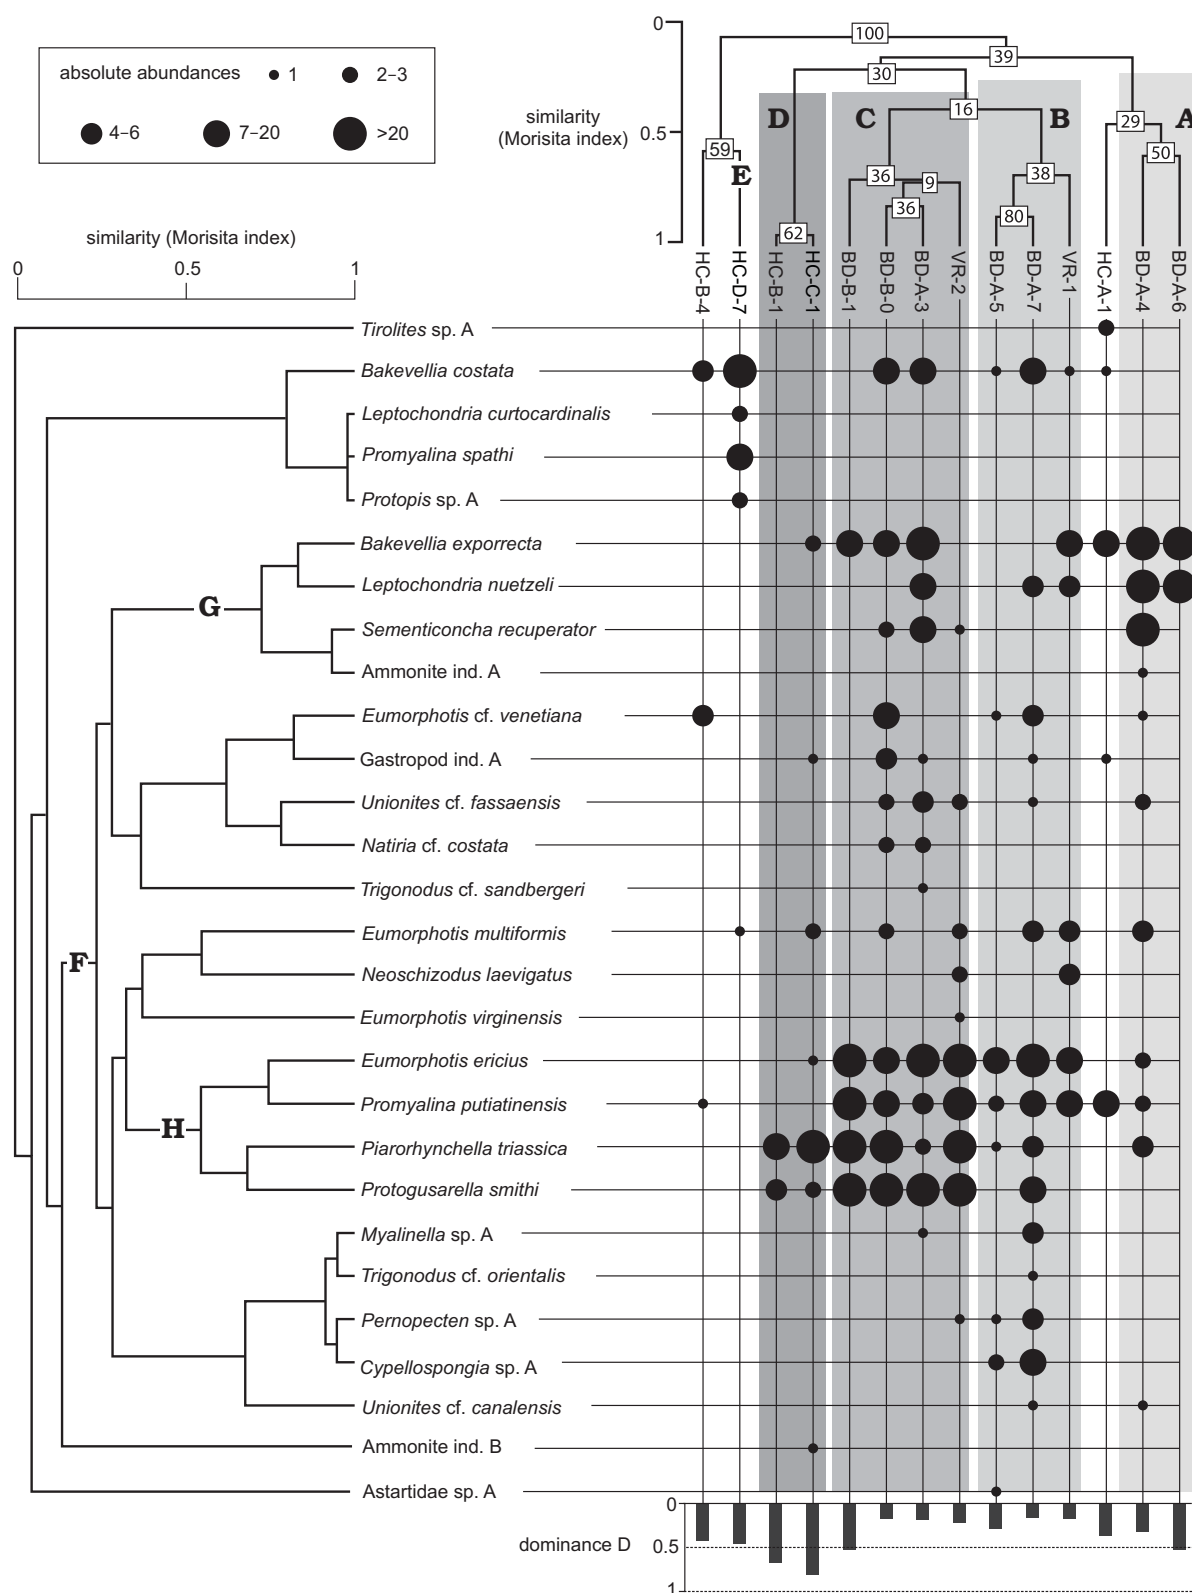 absolute abundances 1 2–3
4–6 7–20 >20
similarity (Morisita index)
0 0.5 1
similarity
(Morisita index)
0
0.5
1
100
39
30
D C 16 B 29 A
59 50
E 36 9 38
36 80
62
HC-B-4 HC-D-7 HC-B-1 HC-C-1 BD-B-1 BD-B-0 BD-A-3 VR-2 BD-A-5 BD-A-7 VR-1 HC-A-1 BD-A-4 BD-A-6
Tirolites sp. A
Bakevellia costata
Leptochondria curtocardinalis
Promyalina spathi
Protopis sp. A
Bakevellia exporrecta
Leptochondria nuetzeli
G
Sementiconcha recuperator
Ammonite ind. A
Eumorphotis cf. venetiana
Gastropod ind. A
Unionites cf. fassaensis
Natiria cf. costata
Trigonodus cf. sandbergeri
Eumorphotis multiformis
F
Neoschizodus laevigatus
Eumorphotis virginensis
Eumorphotis ericius
Promyalina putiatinensis
H
Piarorhynchella triassica
Protogusarella smithi
Myalinella sp. A
Trigonodus cf. orientalis
Pernopecten sp. A
Cypellospongia sp. A
Unionites cf. canalensis
Ammonite ind. B
Astartidae sp. A
0
dominance D 0.5
1